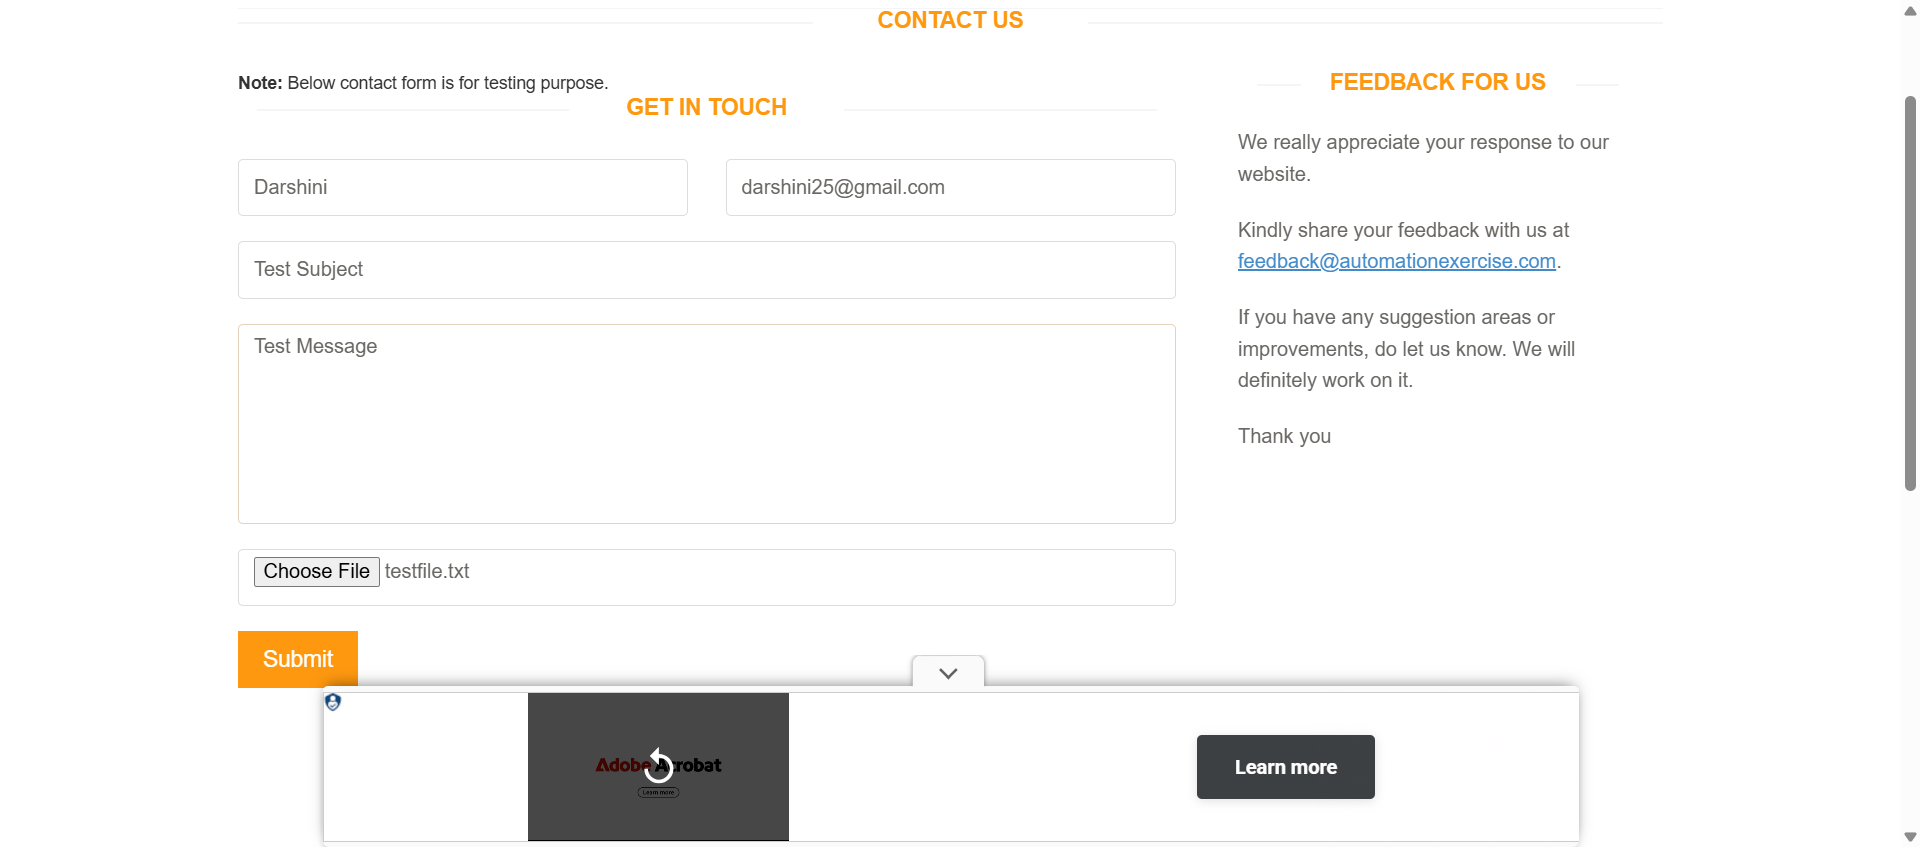 CONTACT US
Note: Below contact form is for testing purpose.
GET IN TOUCH
Darshini
darshini25@gmail.com
Test Subject
Test Message
Choose File testfile.txt
Submit
FEEDBACK FOR US
We really appreciate your response to our
website.
Kindly share your feedback with us at
feedback@automationexercise.com.
If you have any suggestion areas or
improvements, do let us know. We will
definitely work on it.
Thank you
Adobe Acrobat
Learn more
Learn more